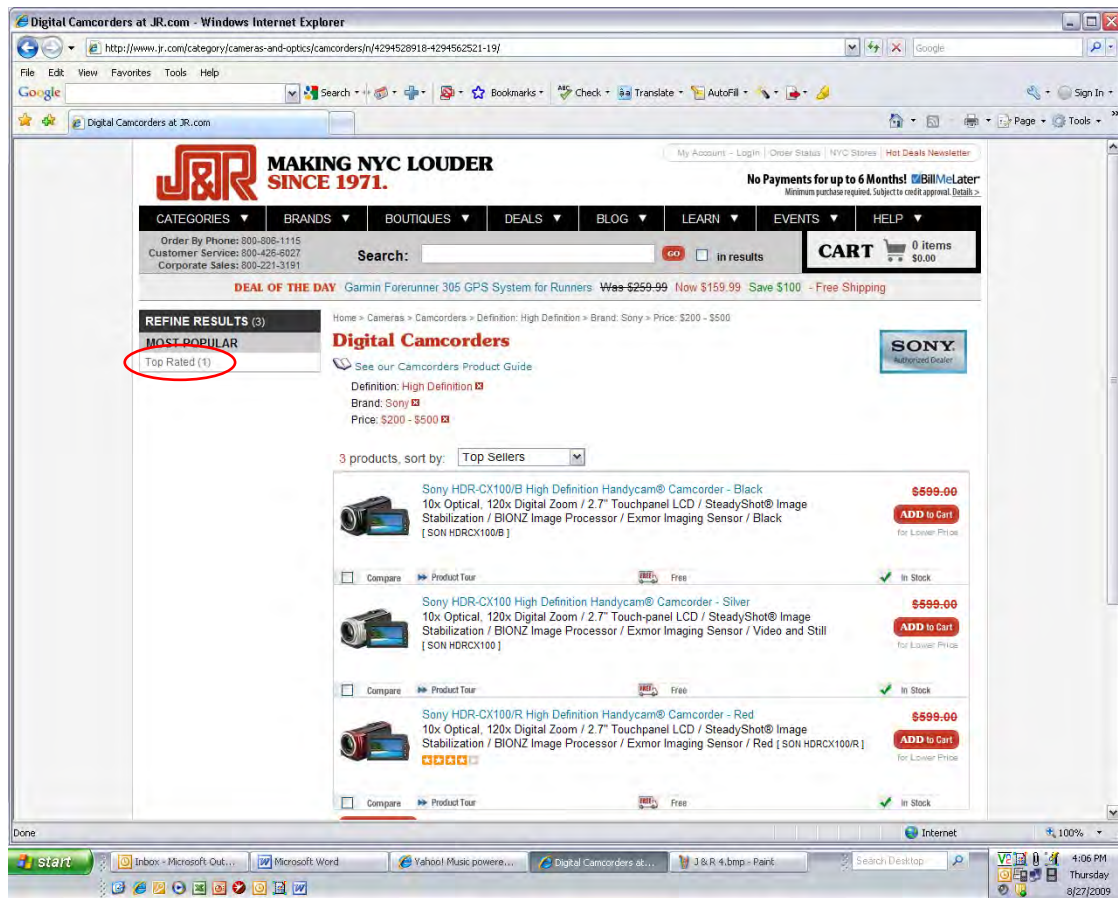 Digital Camcorders at JR.com - Windows Internet Explorer
http://www.jr.com/category/cameras-and-optics/camcorders/n/4294528918-4294562521-19/
Google
File Edit View Favorites Tools Help
Google Search Bookmarks Check Translate AutoFill Sign In
Digital Camcorders at JR.com Page Tools
J&R
MAKING NYC LOUDER
SINCE 1971.
My Account - Login Order Status NYC Stores Hot Deals Newsletter
No Payments for up to 6 Months! BillMeLater
Minimum purchase required. Subject to credit approval. Details >
CATEGORIES ▼ BRANDS ▼ BOUTIQUES ▼ DEALS ▼ BLOG ▼ LEARN ▼ EVENTS ▼ HELP ▼
Order By Phone: 800-806-1115
Customer Service: 800-426-6027
Corporate Sales: 800-221-3191
Search: GO in results
CART 0 items
$0.00
DEAL OF THE DAY Garmin Forerunner 305 GPS System for Runners Was $259.99 Now $159.99 Save $100 - Free Shipping
REFINE RESULTS (3)
MOST POPULAR
Top Rated (1)
Home > Cameras > Camcorders > Definition: High Definition > Brand: Sony > Price: $200 - $500
Digital Camcorders
SONY.
Authorized Dealer
See our Camcorders Product Guide
Definition: High Definition
Brand: Sony
Price: $200 - $500
3 products, sort by: Top Sellers
Sony HDR-CX100/B High Definition Handycam® Camcorder - Black
10x Optical, 120x Digital Zoom / 2.7" Touchpanel LCD / SteadyShot® Image
Stabilization / BIONZ Image Processor / Exmor Imaging Sensor / Black
[ SON HDRCX100/B ]
$599.00
ADD to Cart
for Lower Price
Compare Product Tour Free In Stock
Sony HDR-CX100 High Definition Handycam® Camcorder - Silver
10x Optical, 120x Digital Zoom / 2.7" Touch-panel LCD / SteadyShot® Image
Stabilization / BIONZ Image Processor / Exmor Imaging Sensor / Video and Still
[ SON HDRCX100 ]
$599.00
ADD to Cart
for Lower Price
Compare Product Tour Free In Stock
Sony HDR-CX100/R High Definition Handycam® Camcorder - Red
10x Optical, 120x Digital Zoom / 2.7" Touchpanel LCD / SteadyShot® Image
Stabilization / BIONZ Image Processor / Exmor Imaging Sensor / Red [ SON HDRCX100/R ]
$599.00
ADD to Cart
for Lower Price
Compare Product Tour Free In Stock
Done Internet 100%
start Inbox - Microsoft Out... Microsoft Word Yahoo! Music powere... Digital Camcorders at... J & R 4.bmp - Paint Search Desktop
4:06 PM
Thursday
8/27/2009